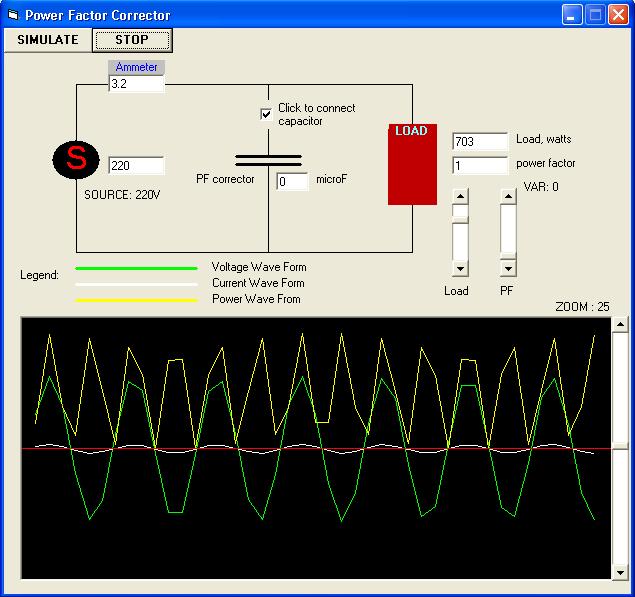 Power Factor Corrector
SIMULATE STOP
Ammeter
3.2
Click to connect
capacitor
LOAD
703 Load, watts
S
220
1 power factor
PF corrector 0 microF
VAR: 0
SOURCE: 220V
Legend:
Voltage Wave Form
Current Wave Form
Power Wave From
Load PF
ZOOM : 25